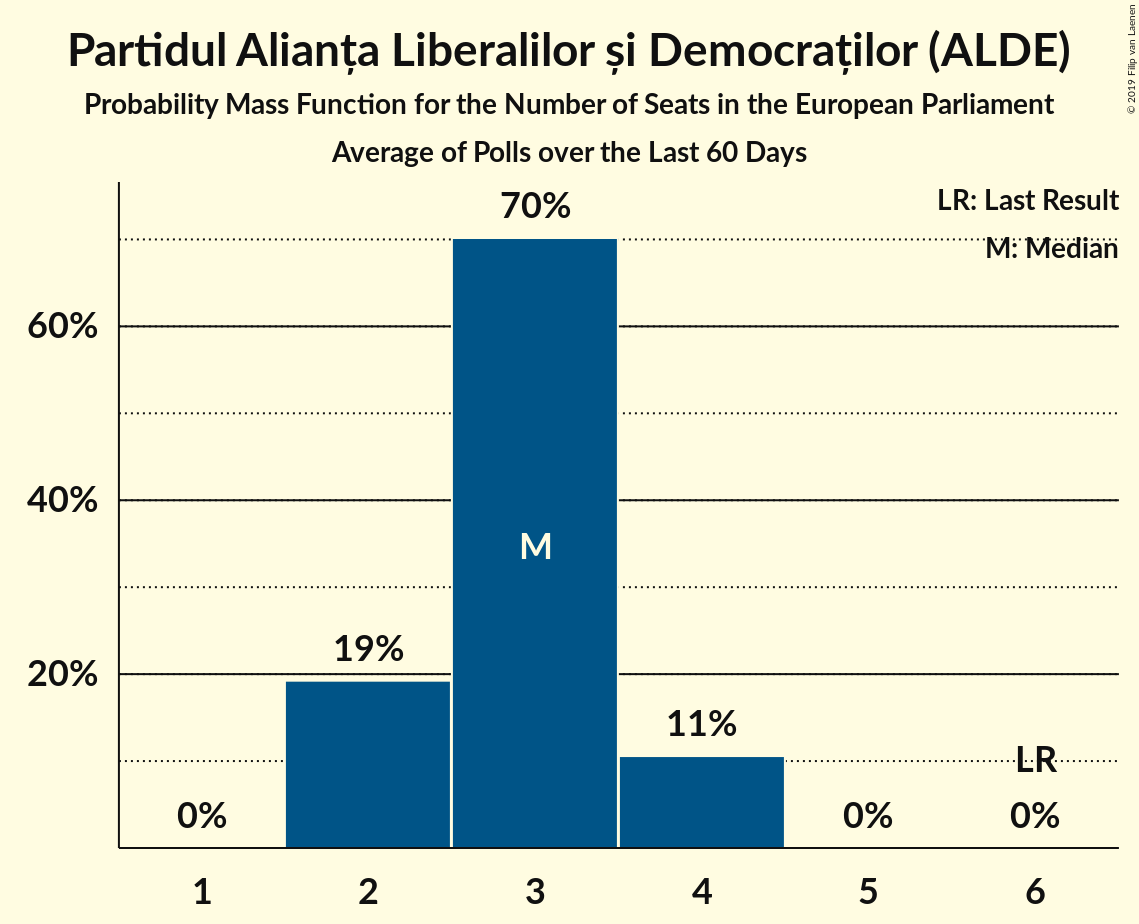 Partidul Alianța Liberalilor și Democraților (ALDE)
Probability Mass Function for the Number of Seats in the European Parliament
Average of Polls over the Last 60 Days
© 2019 Filip van Laenen
LR: Last Result
M: Median
70%
60%
40%
M
19%
20%
11%
LR
0%
0%
0%
1 2 3 4 5 6